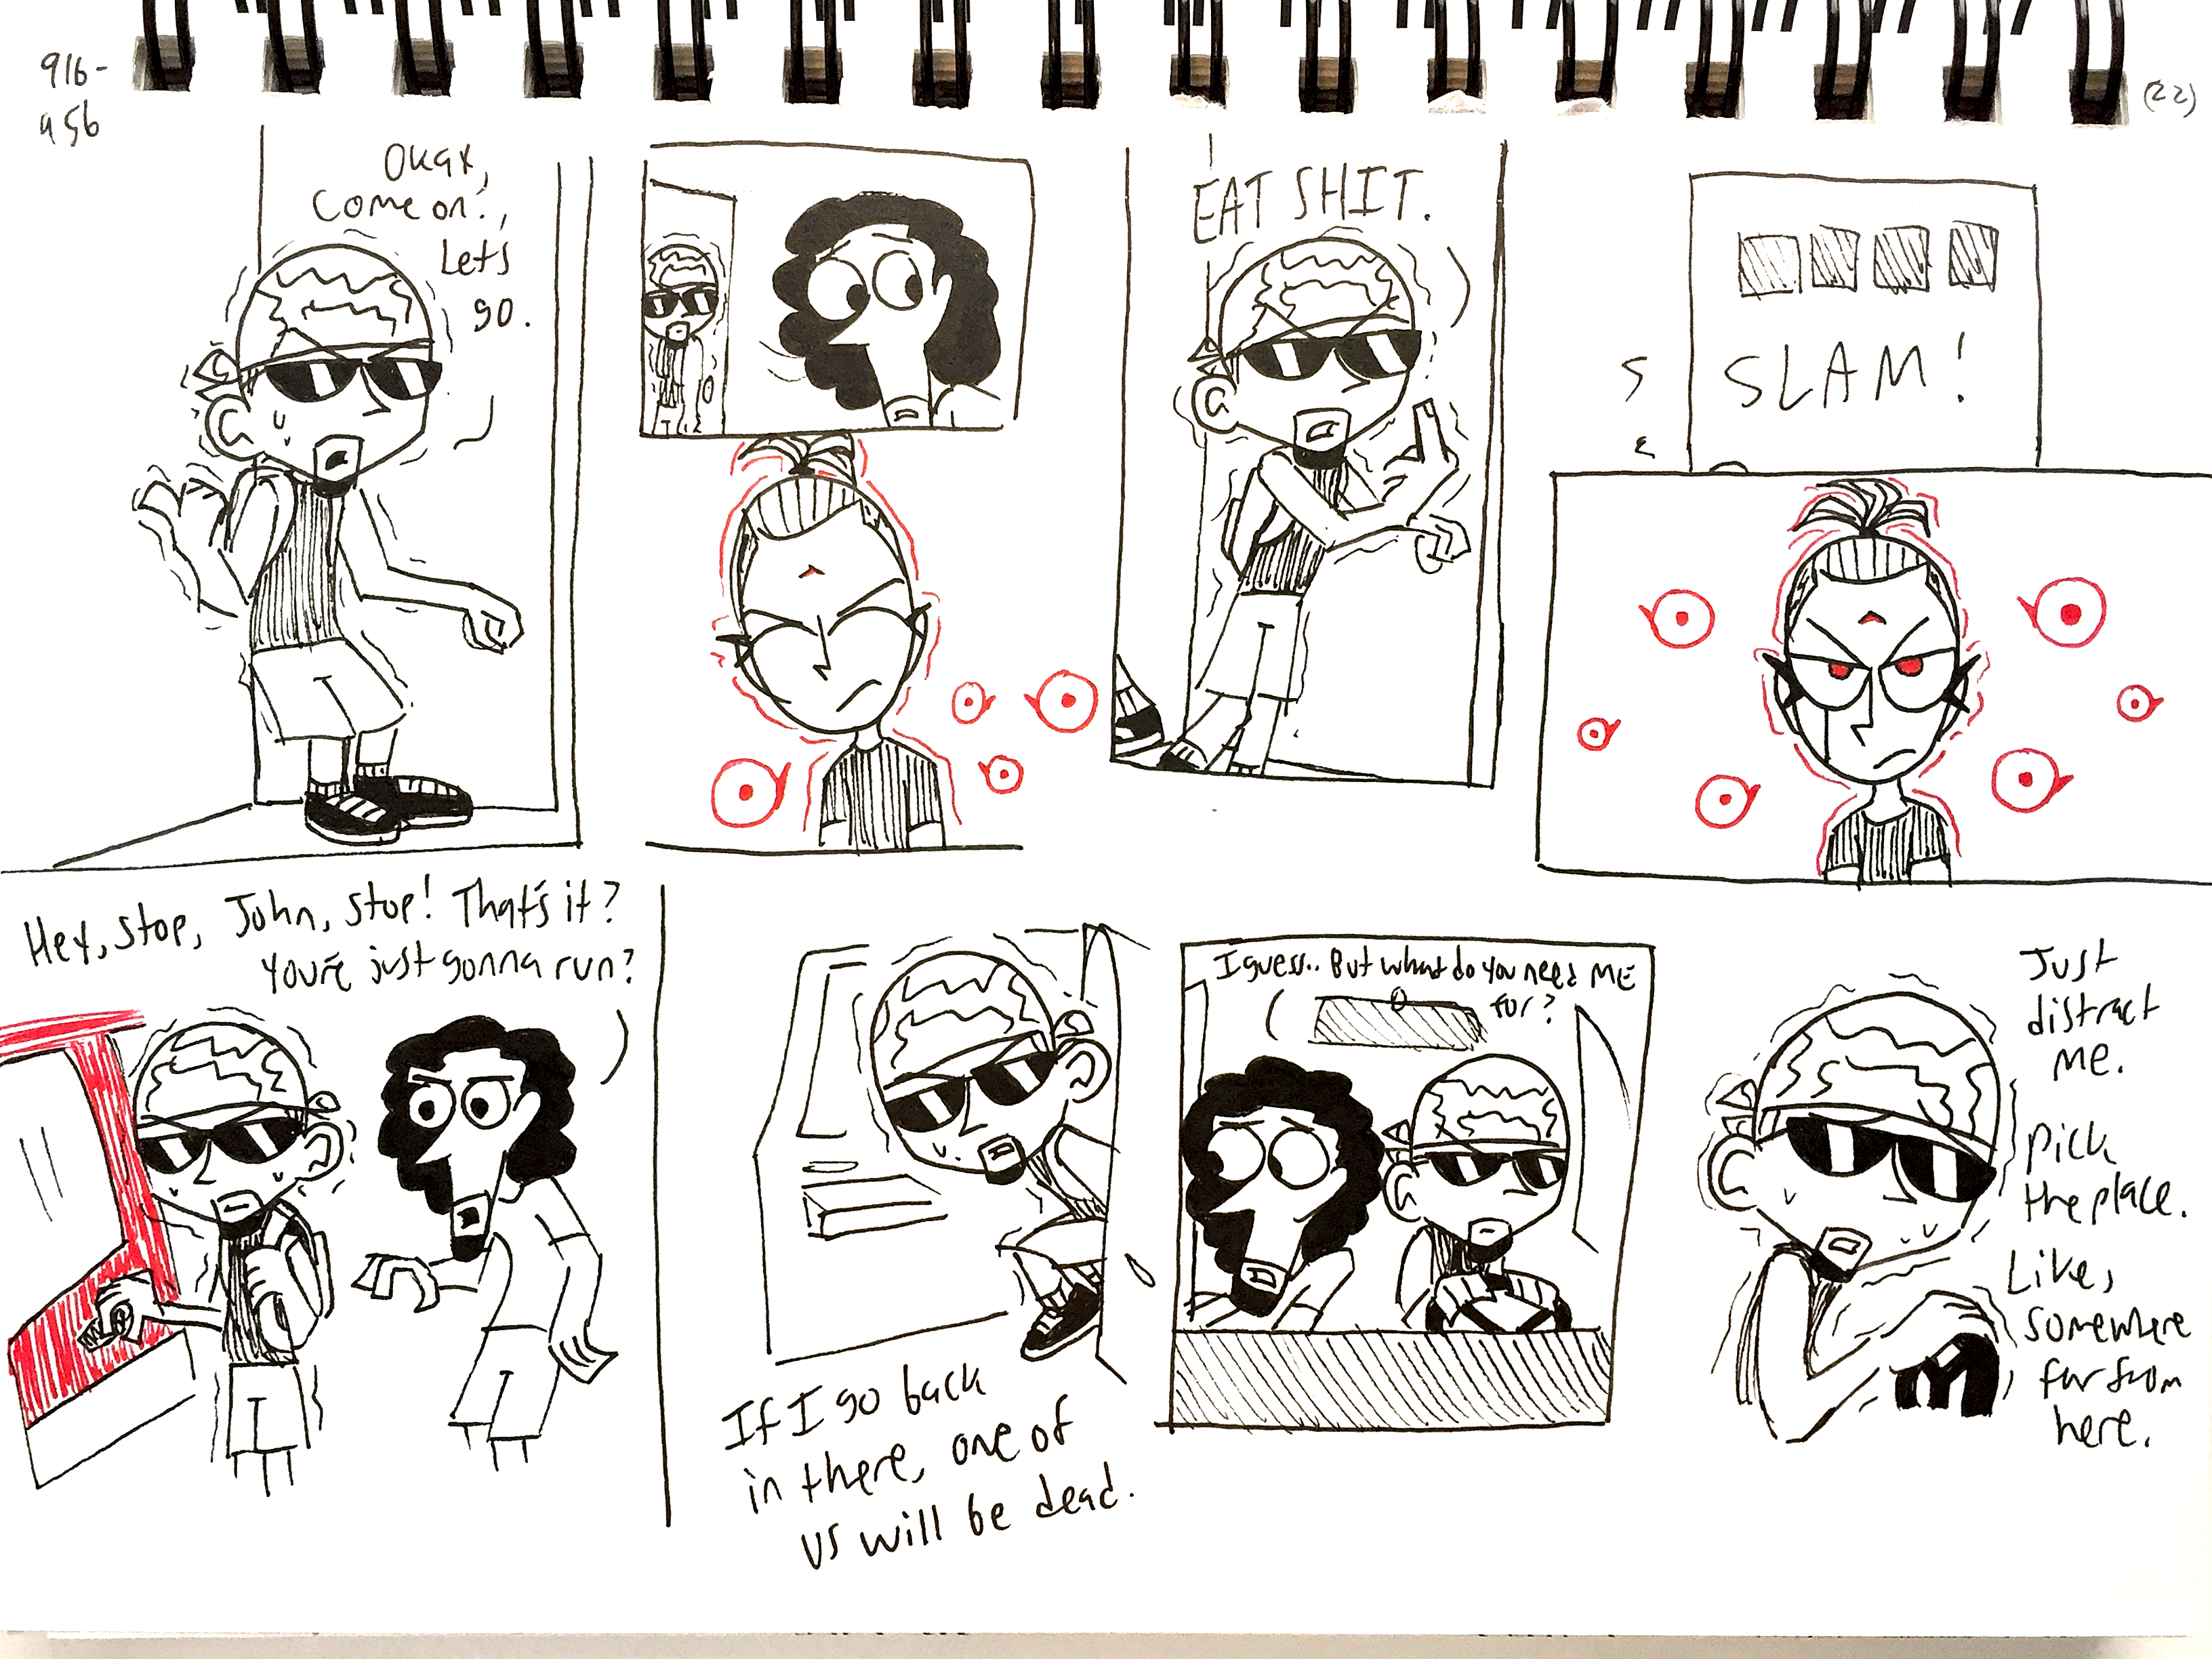 916-
956
(22)
Okay,
Come on!,
Let's
go.
EAT SHIT.
SLAM!
Hey, stop, John, stop! That's it?
You're just gonna run?
If I go back
in there, one of
us will be dead.
I guess.. But what do you need ME
for?
Just
distract
me.
Pick
the place.
Like,
somewhere
far from
here.